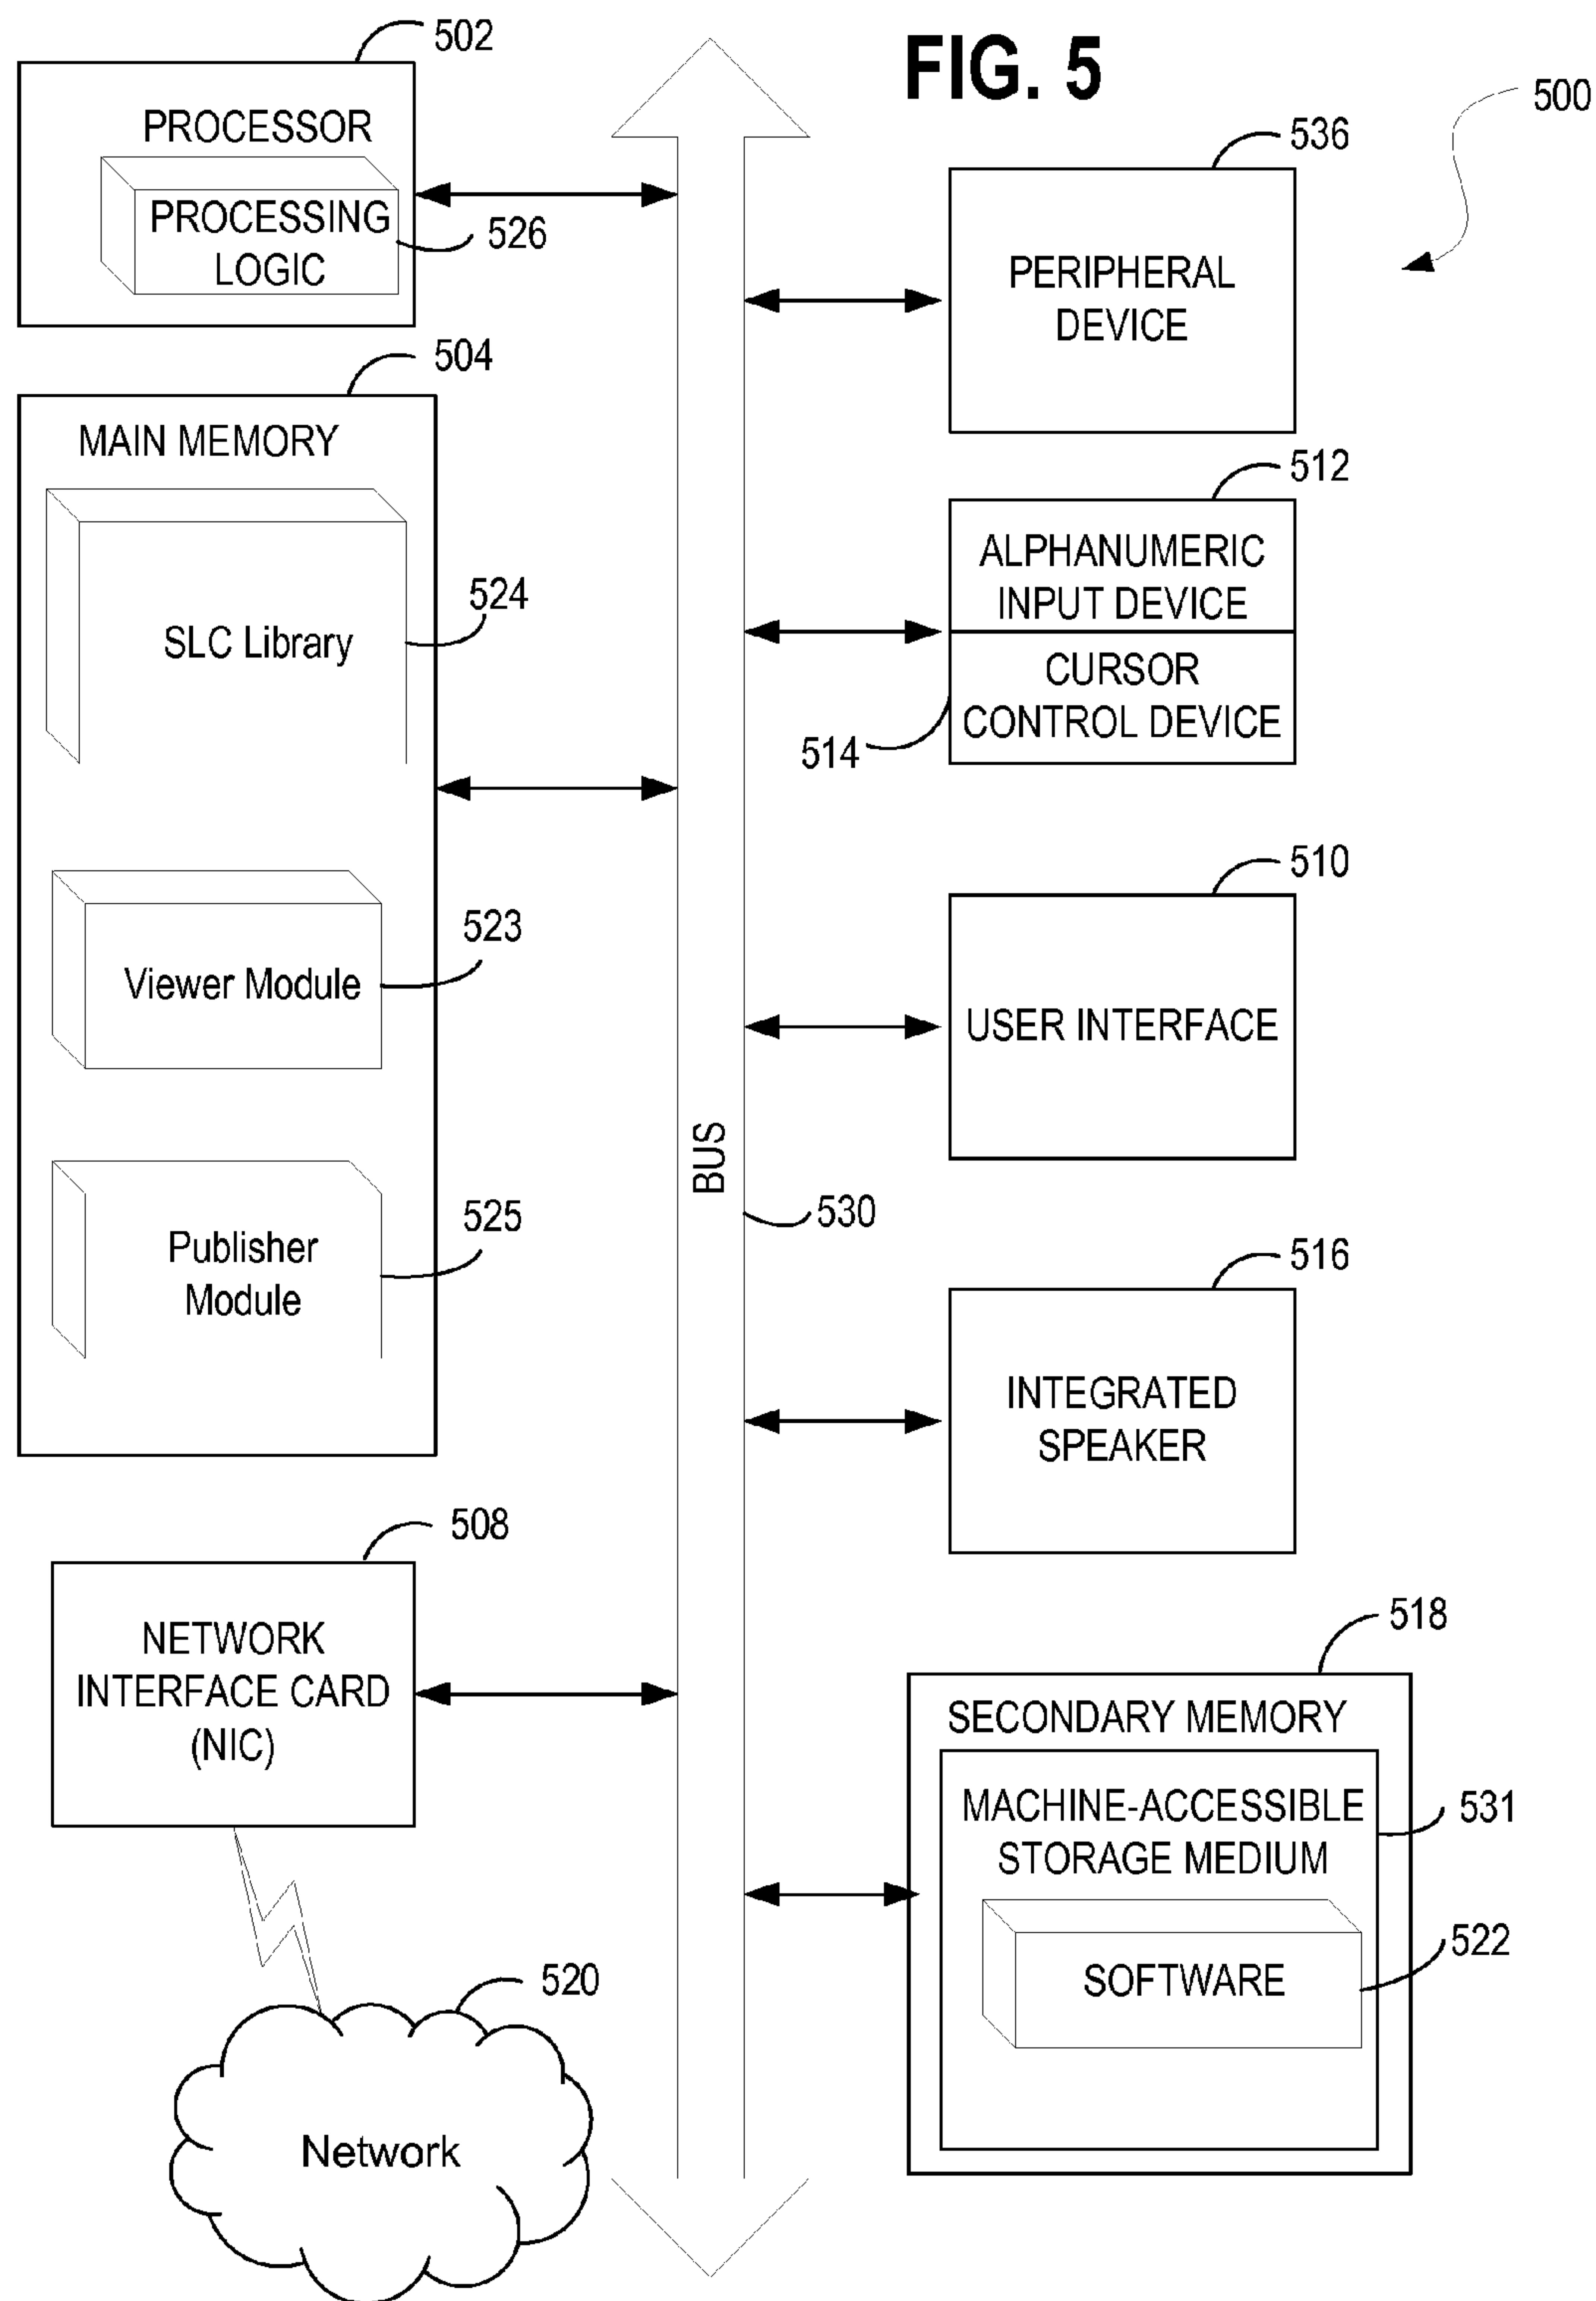 FIG. 5
500
502
PROCESSOR
PROCESSING
LOGIC
526
504
MAIN MEMORY
SLC Library
524
Viewer Module
523
Publisher
Module
525
508
NETWORK
INTERFACE CARD
(NIC)
520
Network
BUS
530
536
PERIPHERAL
DEVICE
512
ALPHANUMERIC
INPUT DEVICE
CURSOR
CONTROL DEVICE
514
510
USER INTERFACE
516
INTEGRATED
SPEAKER
518
SECONDARY MEMORY
MACHINE-ACCESSIBLE
STORAGE MEDIUM
531
SOFTWARE
522